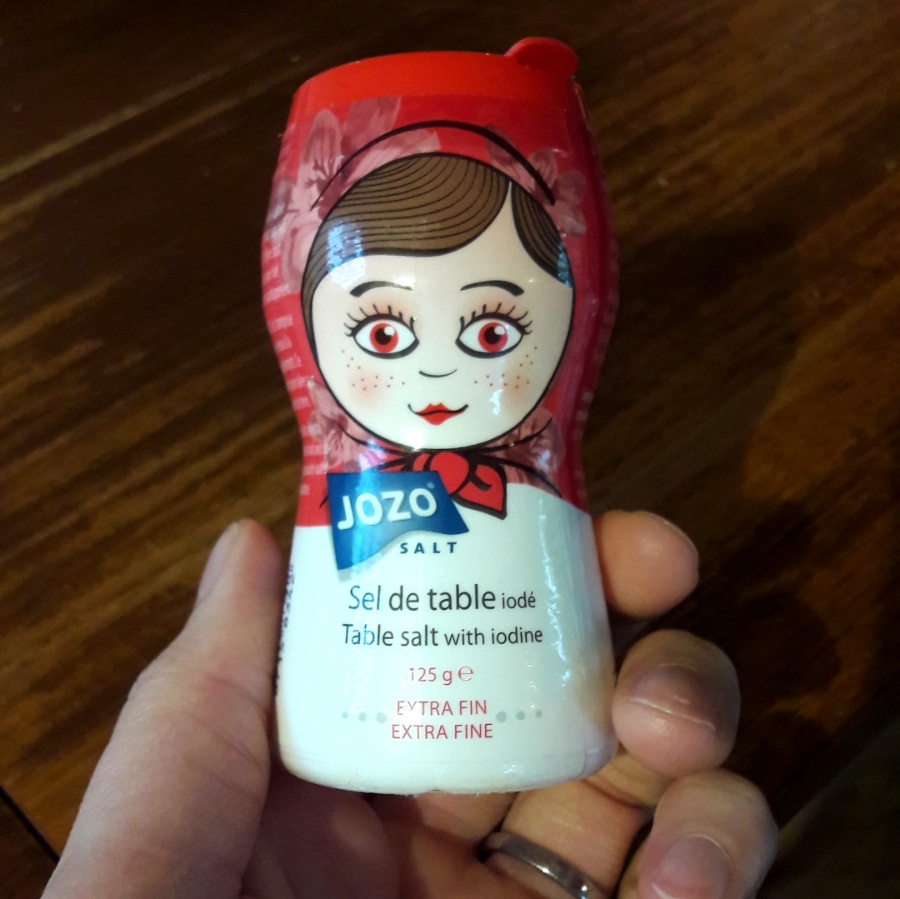 JOZO®
SALT
Sel de table iodé
Table salt with iodine
125 g ℮
EXTRA FIN
EXTRA FINE